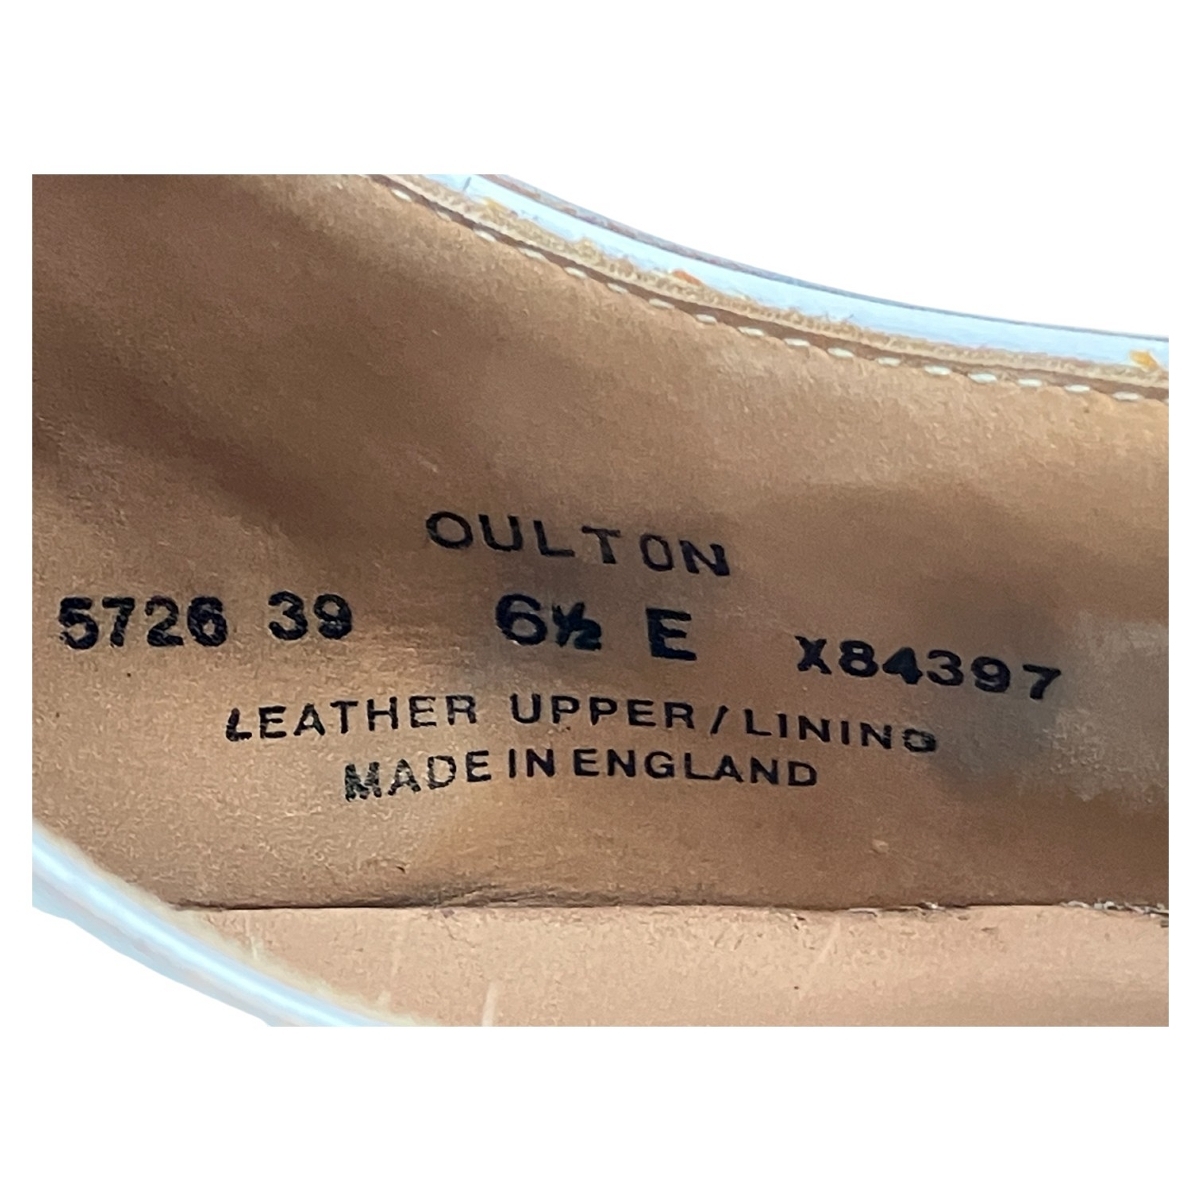 OULTON
5726 39 6½ E X84397
LEATHER UPPER/LINING
MADE IN ENGLAND